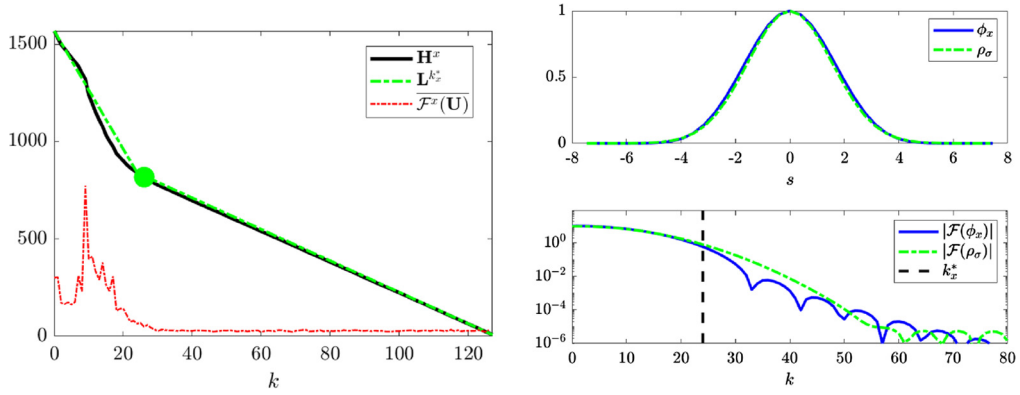 1500
1000
500
0
0 20 40 60 80 100 120
k
H^x
L^{k_x^*}
\overline{\mathcal{F}^x(U)}
1
0.5
0
-8 -6 -4 -2 0 2 4 6 8
s
ϕ_x
ρ_σ
10^0
10^{-2}
10^{-4}
10^{-6}
0 10 20 30 40 50 60 70 80
k
|\mathcal{F}(ϕ_x)|
|\mathcal{F}(ρ_σ)|
k_x^*